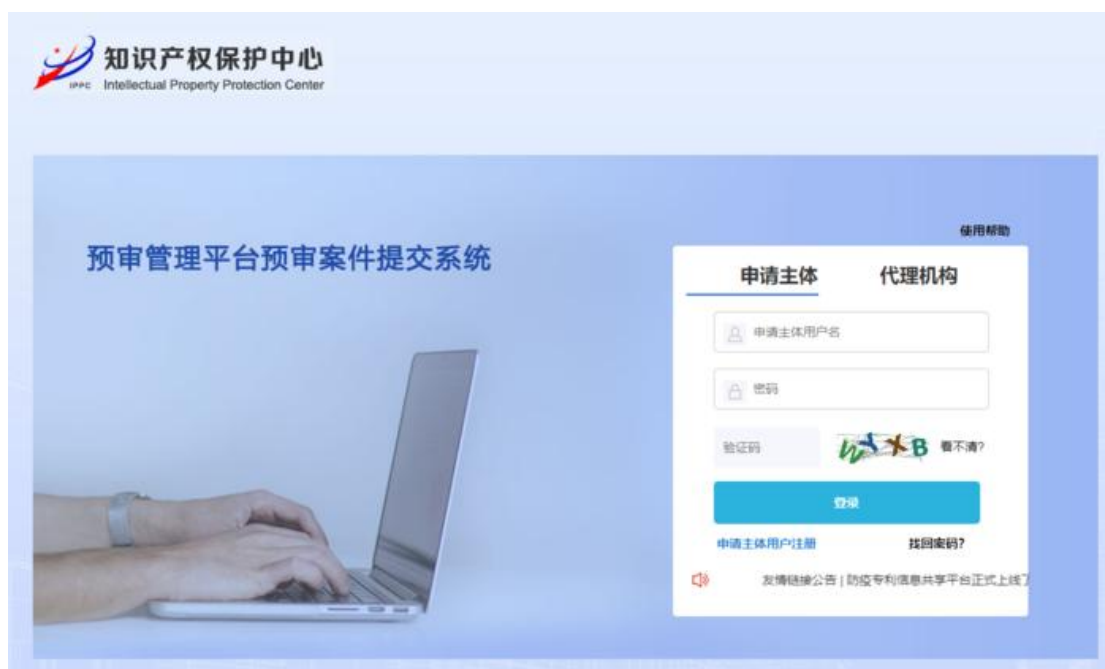 知识产权保护中心
IPPC
Intellectual Property Protection Center
使用帮助
预审管理平台预审案件提交系统
申请主体 代理机构
申请主体用户名
密码
验证码 WYXB 看不清?
登录
申请主体用户注册 找回密码?
友情链接公告 | 防疫专利信息共享平台正式上线了